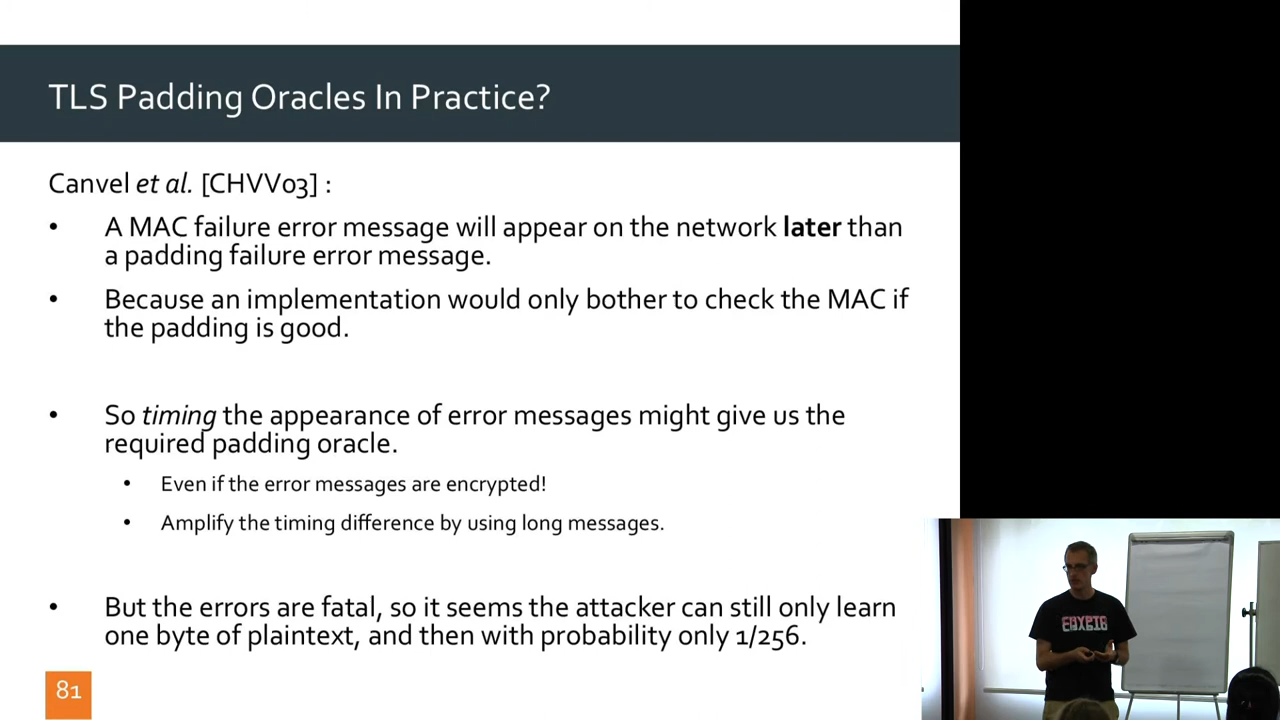 TLS Padding Oracles In Practice?
Canvel et al. [CHVV03] :
• A MAC failure error message will appear on the network later than
a padding failure error message.
• Because an implementation would only bother to check the MAC if
the padding is good.
• So timing the appearance of error messages might give us the
required padding oracle.
• Even if the error messages are encrypted!
• Amplify the timing difference by using long messages.
• But the errors are fatal, so it seems the attacker can still only learn
one byte of plaintext, and then with probability only 1/256.
81